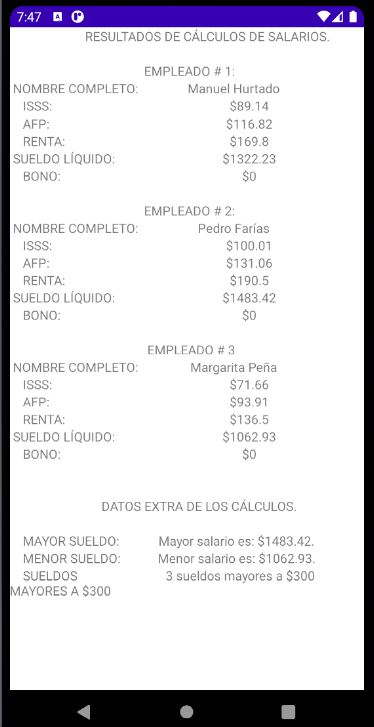 7:47
RESULTADOS DE CÁLCULOS DE SALARIOS.
EMPLEADO # 1:
NOMBRE COMPLETO: Manuel Hurtado
ISSS: $89.14
AFP: $116.82
RENTA: $169.8
SUELDO LÍQUIDO: $1322.23
BONO: $0
EMPLEADO # 2:
NOMBRE COMPLETO: Pedro Farías
ISSS: $100.01
AFP: $131.06
RENTA: $190.5
SUELDO LÍQUIDO: $1483.42
BONO: $0
EMPLEADO # 3
NOMBRE COMPLETO: Margarita Peña
ISSS: $71.66
AFP: $93.91
RENTA: $136.5
SUELDO LÍQUIDO: $1062.93
BONO: $0
DATOS EXTRA DE LOS CÁLCULOS.
MAYOR SUELDO: Mayor salario es: $1483.42.
MENOR SUELDO: Menor salario es: $1062.93.
SUELDOS 3 sueldos mayores a $300
MAYORES A $300